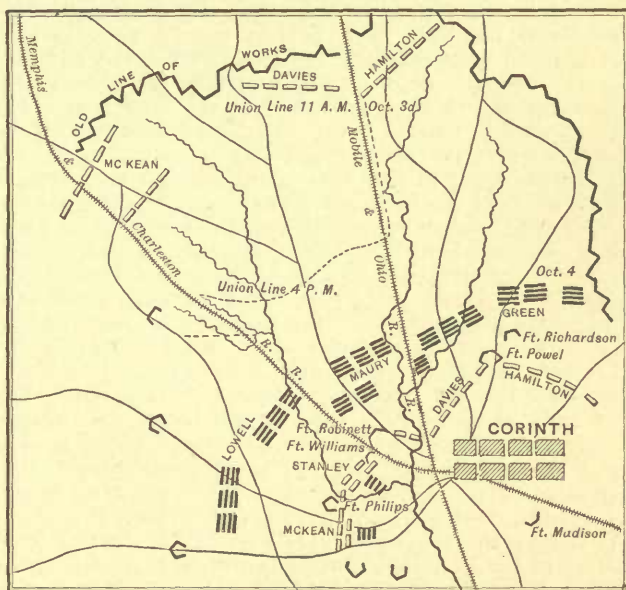 Memphis & Charleston R. R.
OLD LINE OF WORKS
DAVIES
HAMILTON
Union Line 11 A.M. Oct. 3d
MC KEAN
Mobile & Ohio R. R.
Union Line 4 P.M.
Oct. 4
GREEN
Ft. Richardson
Ft. Powel
MAURY
HAMILTON
DAVIES
LOWELL
Ft. Robinett
CORINTH
Ft. Williams
STANLEY
Ft. Philips
MCKEAN
Ft. Madison